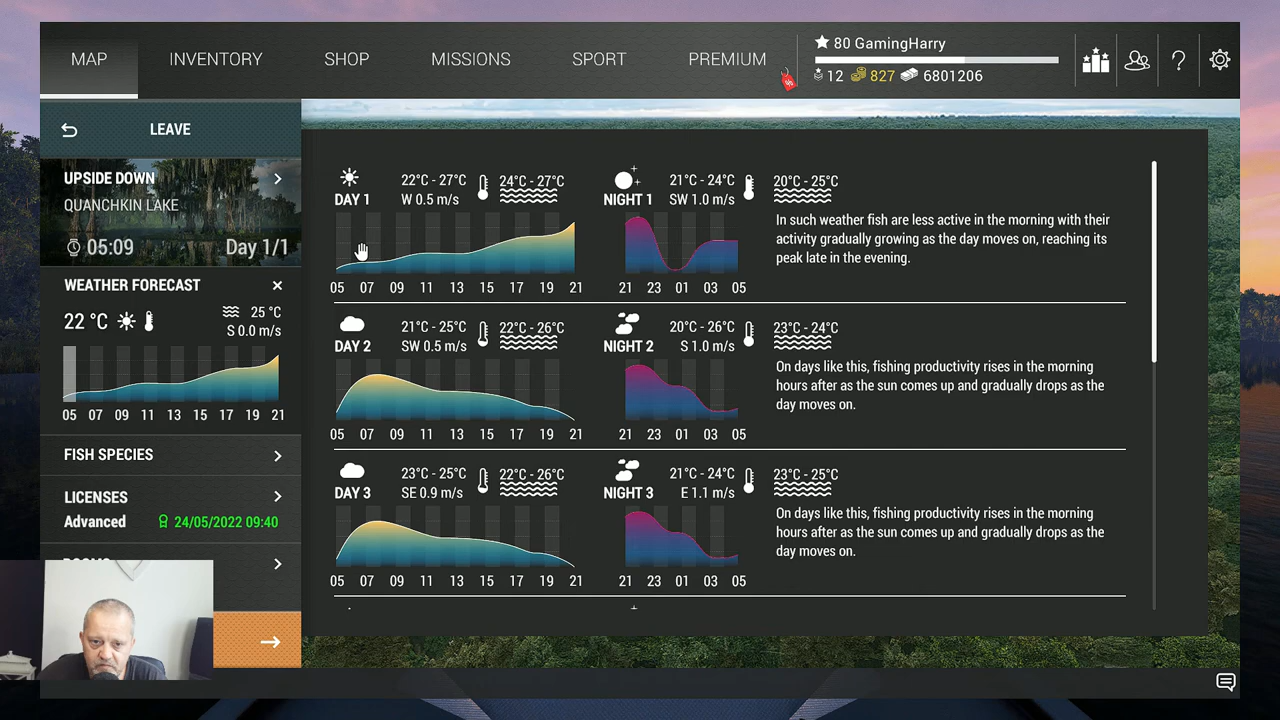 MAP
INVENTORY
SHOP
MISSIONS
SPORT
PREMIUM
80 GamingHarry
12 827 6801206
LEAVE
UPSIDE DOWN
QUANCHKIN LAKE
05:09 Day 1/1
WEATHER FORECAST
22 °C 25 °C
S 0.0 m/s
05 07 09 11 13 15 17 19 21
FISH SPECIES
LICENSES
Advanced 24/05/2022 09:40
DAY 1
22°C - 27°C 24°C - 27°C
W 0.5 m/s
05 07 09 11 13 15 17 19 21
NIGHT 1
21°C - 24°C 20°C - 25°C
SW 1.0 m/s
21 23 01 03 05
In such weather fish are less active in the morning with their
activity gradually growing as the day moves on, reaching its
peak late in the evening.
DAY 2
21°C - 25°C 22°C - 26°C
SW 0.5 m/s
05 07 09 11 13 15 17 19 21
NIGHT 2
20°C - 26°C 23°C - 24°C
S 1.0 m/s
21 23 01 03 05
On days like this, fishing productivity rises in the morning
hours after as the sun comes up and gradually drops as the
day moves on.
DAY 3
23°C - 25°C 22°C - 26°C
SE 0.9 m/s
05 07 09 11 13 15 17 19 21
NIGHT 3
21°C - 24°C 23°C - 25°C
E 1.1 m/s
21 23 01 03 05
On days like this, fishing productivity rises in the morning
hours after as the sun comes up and gradually drops as the
day moves on.